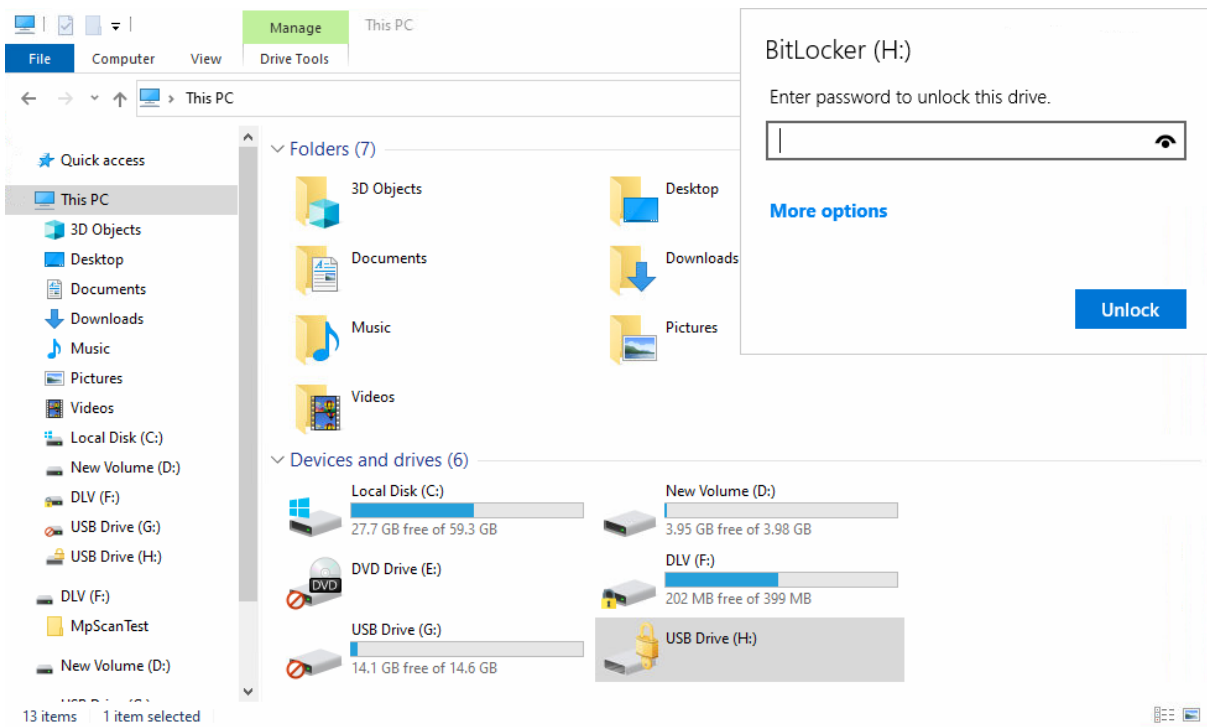 Manage
This PC
File
Computer
View
Drive Tools
This PC
Quick access
This PC
3D Objects
Desktop
Documents
Downloads
Music
Pictures
Videos
Local Disk (C:)
New Volume (D:)
DLV (F:)
USB Drive (G:)
USB Drive (H:)
DLV (F:)
MpScanTest
New Volume (D:)
Folders (7)
3D Objects
Desktop
Documents
Downloads
Music
Pictures
Videos
Devices and drives (6)
Local Disk (C:)
27.7 GB free of 59.3 GB
New Volume (D:)
3.95 GB free of 3.98 GB
DVD Drive (E:)
DVD
DLV (F:)
202 MB free of 399 MB
USB Drive (G:)
14.1 GB free of 14.6 GB
USB Drive (H:)
BitLocker (H:)
Enter password to unlock this drive.
More options
Unlock
13 items
1 item selected